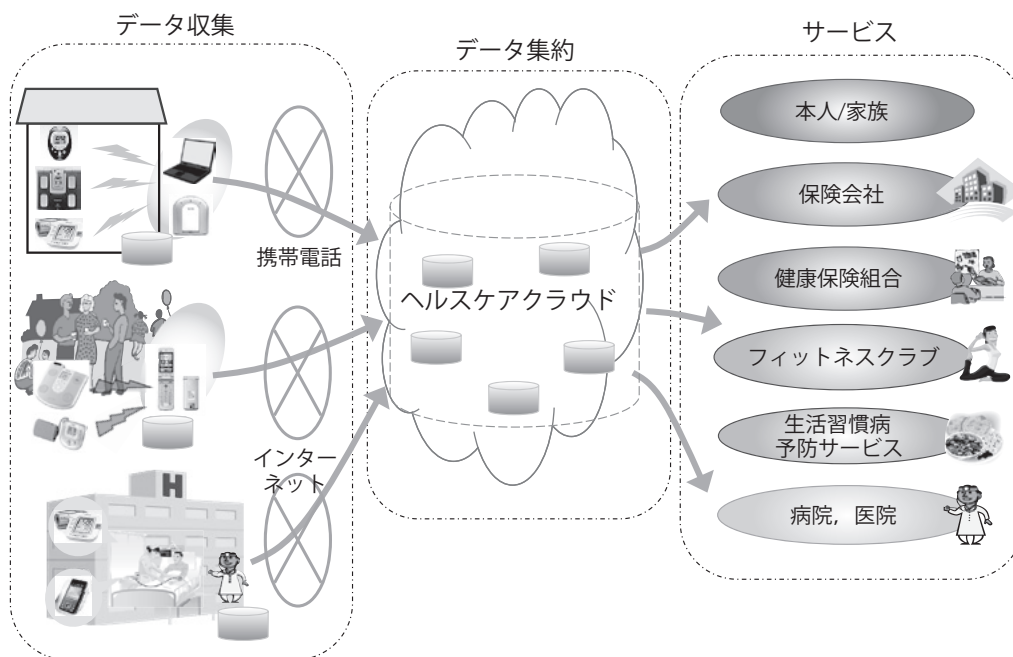 データ収集
データ集約
サービス
携帯電話
インター
ネット
H
ヘルスケアクラウド
本人/家族
保険会社
健康保険組合
フィットネスクラブ
生活習慣病
予防サービス
病院，医院